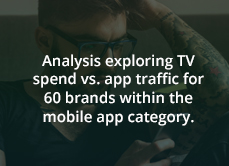 Analysis exploring TV
spend vs. app traffic for
60 brands within the
mobile app category.